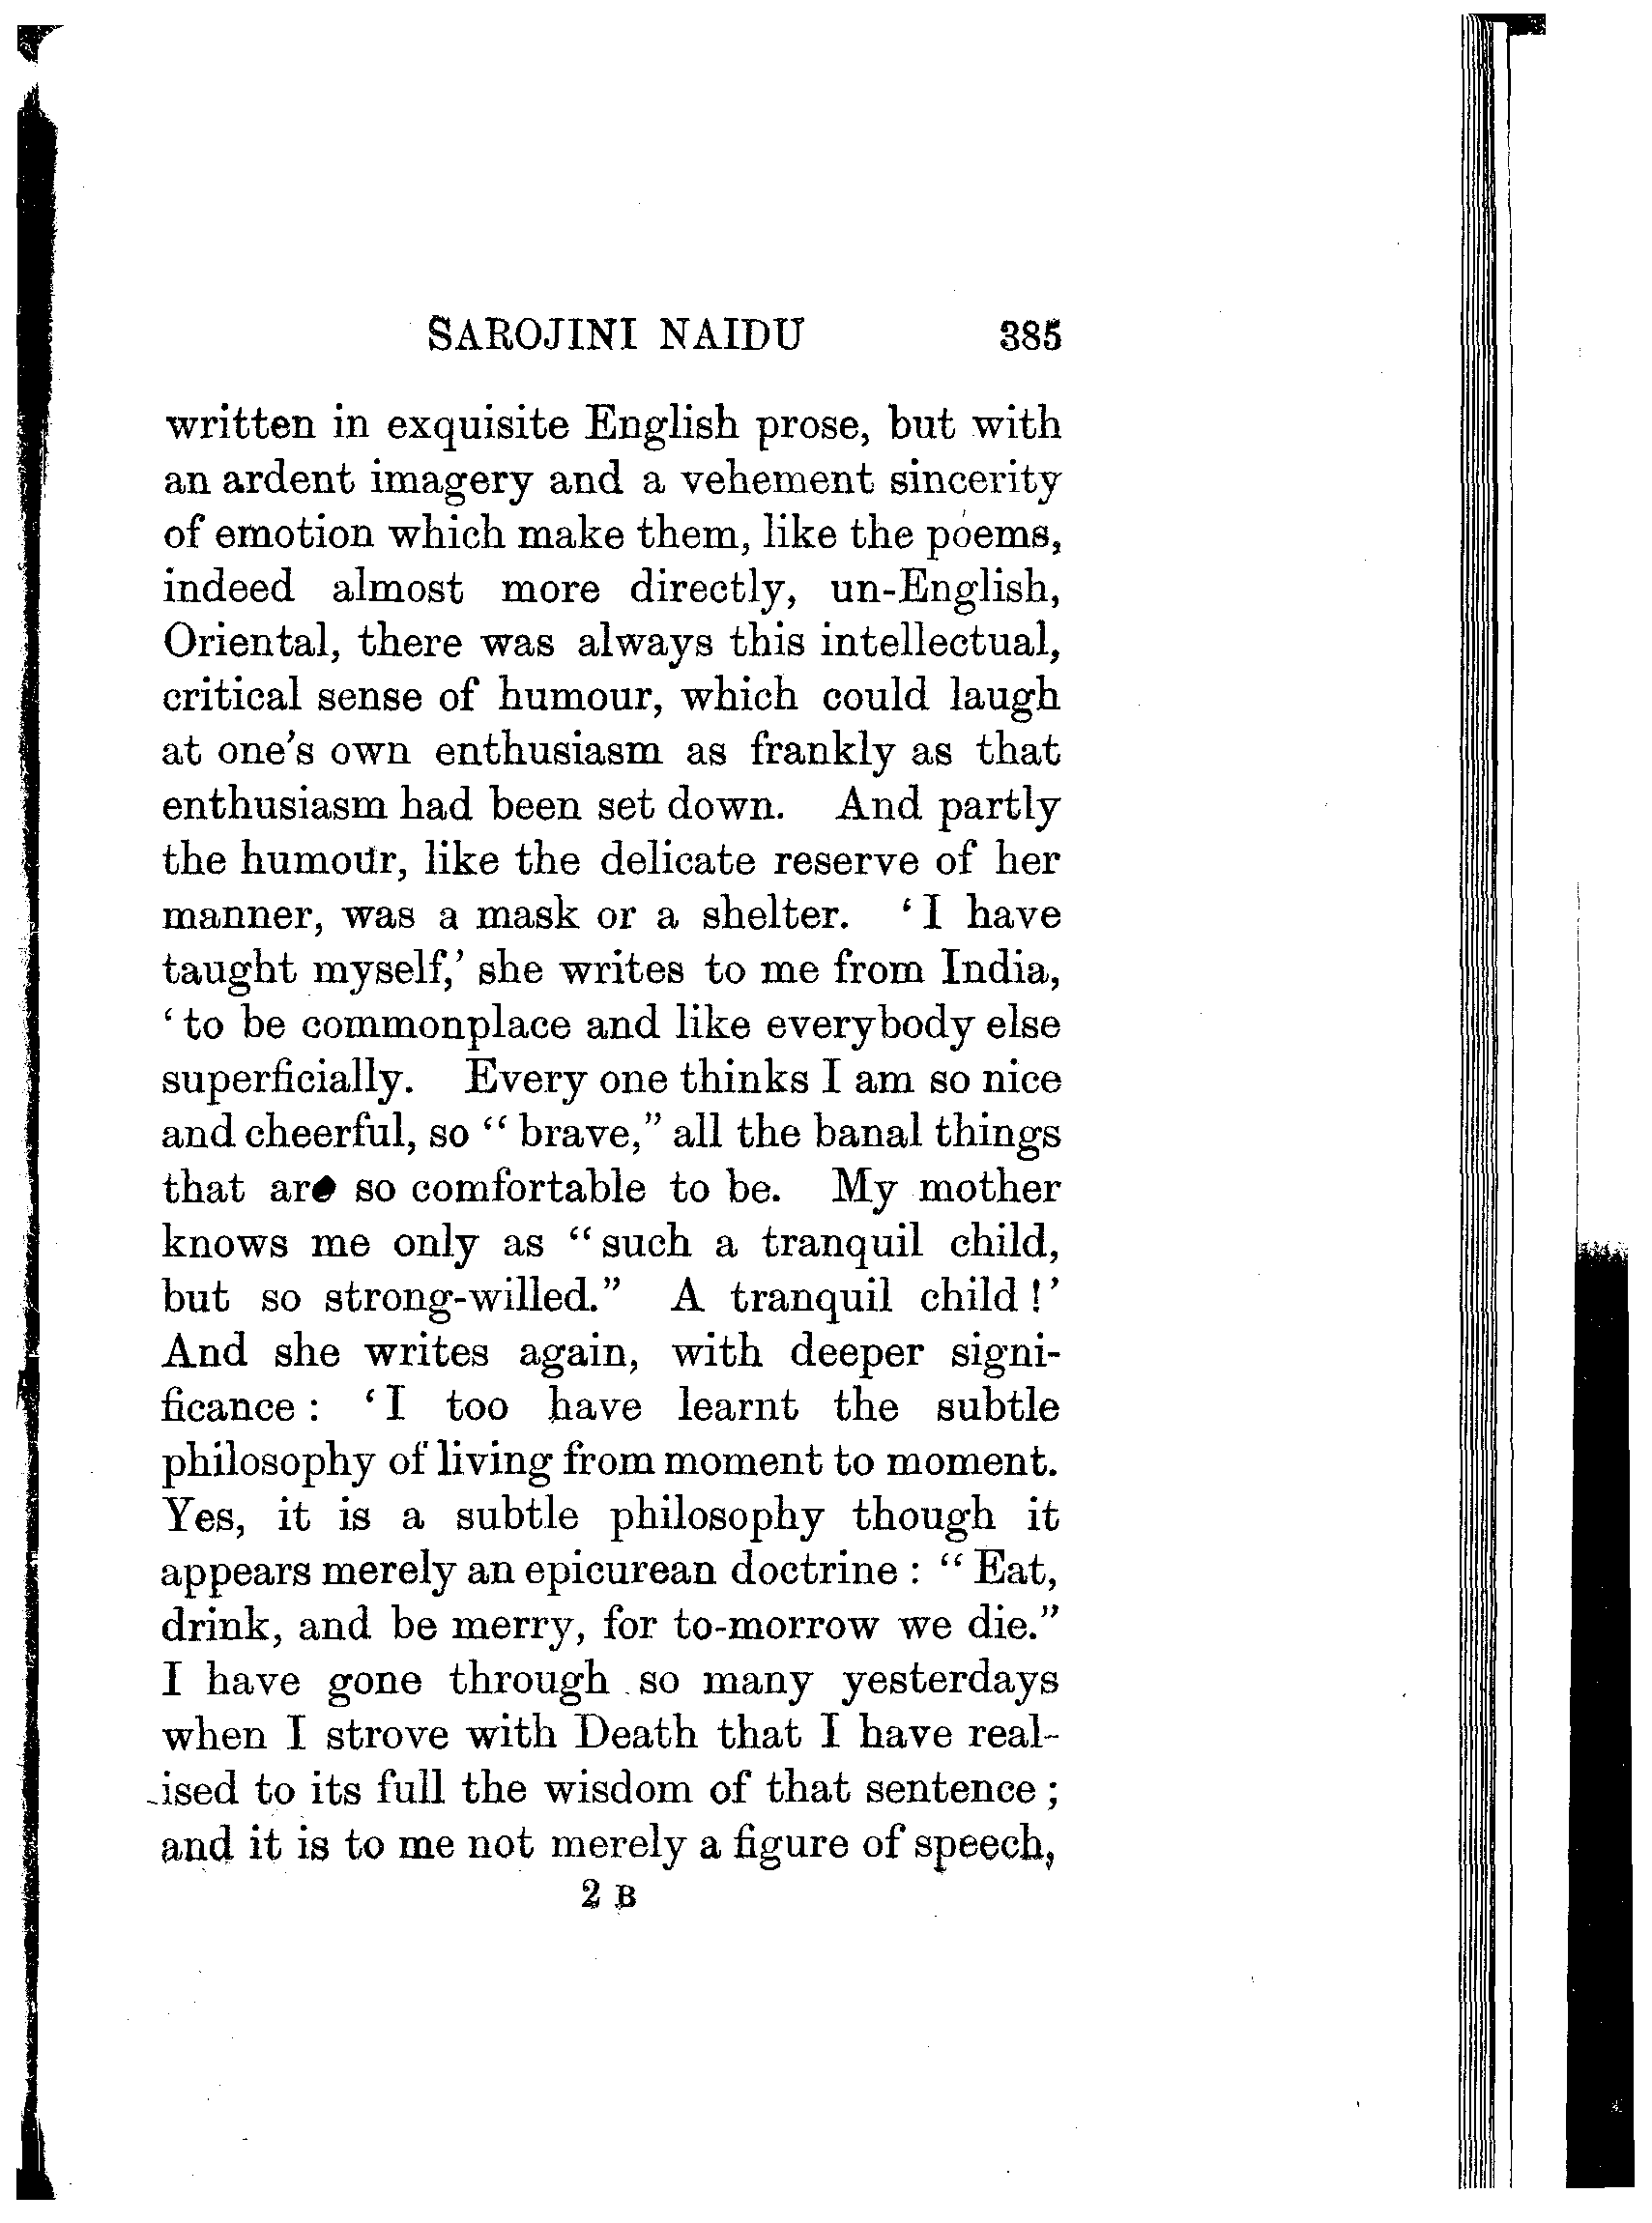 SAROJINI NAIDU 385
written in exquisite English prose, but with
an ardent imagery and a vehement sincerity
of emotion which make them, like the poems,
indeed almost more directly, un-English,
Oriental, there was always this intellectual,
critical sense of humour, which could laugh
at one's own enthusiasm as frankly as that
enthusiasm had been set down. And partly
the humour, like the delicate reserve of her
manner, was a mask or a shelter. ‘I have
taught myself,’ she writes to me from India,
‘to be commonplace and like everybody else
superficially. Every one thinks I am so nice
and cheerful, so “brave,” all the banal things
that are so comfortable to be. My mother
knows me only as “such a tranquil child,
but so strong-willed.” A tranquil child!’
And she writes again, with deeper signi-
ficance: ‘I too have learnt the subtle
philosophy of living from moment to moment.
Yes, it is a subtle philosophy though it
appears merely an epicurean doctrine: “Eat,
drink, and be merry, for to-morrow we die.”
I have gone through so many yesterdays
when I strove with Death that I have real-
ised to its full the wisdom of that sentence;
and it is to me not merely a figure of speech,
2 B